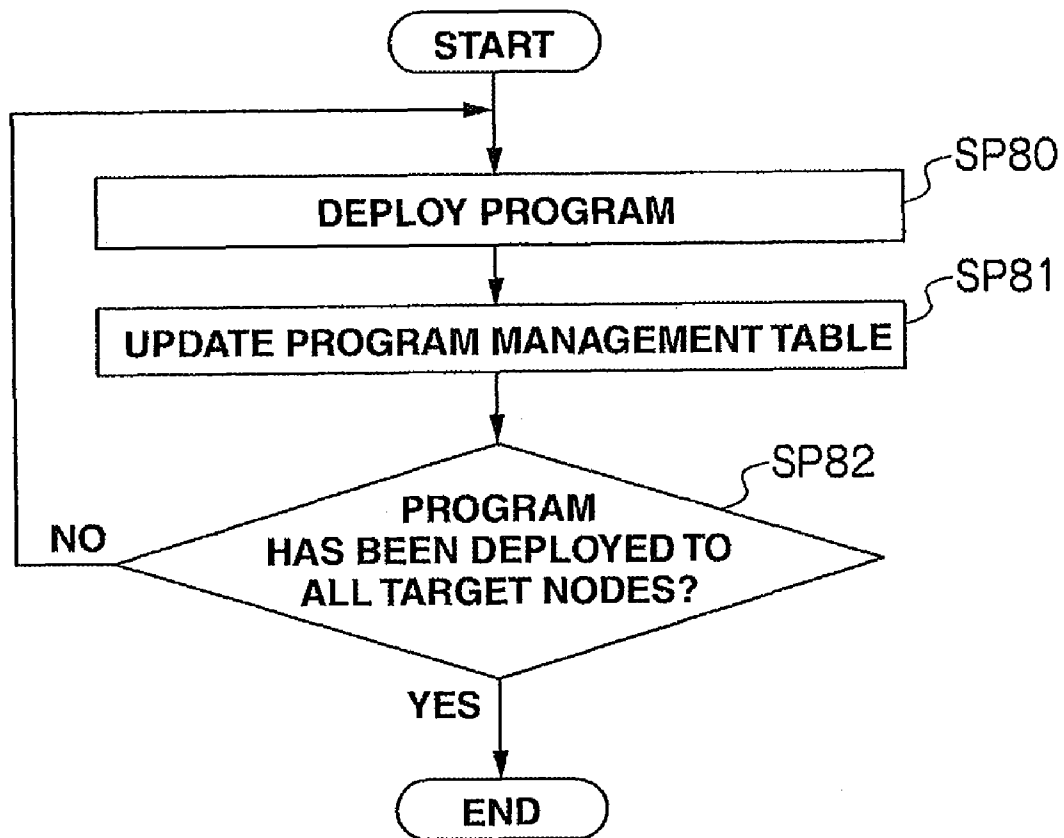 START
SP80
DEPLOY PROGRAM
SP81
UPDATE PROGRAM MANAGEMENT TABLE
SP82
PROGRAM
HAS BEEN DEPLOYED TO
ALL TARGET NODES?
NO
YES
END